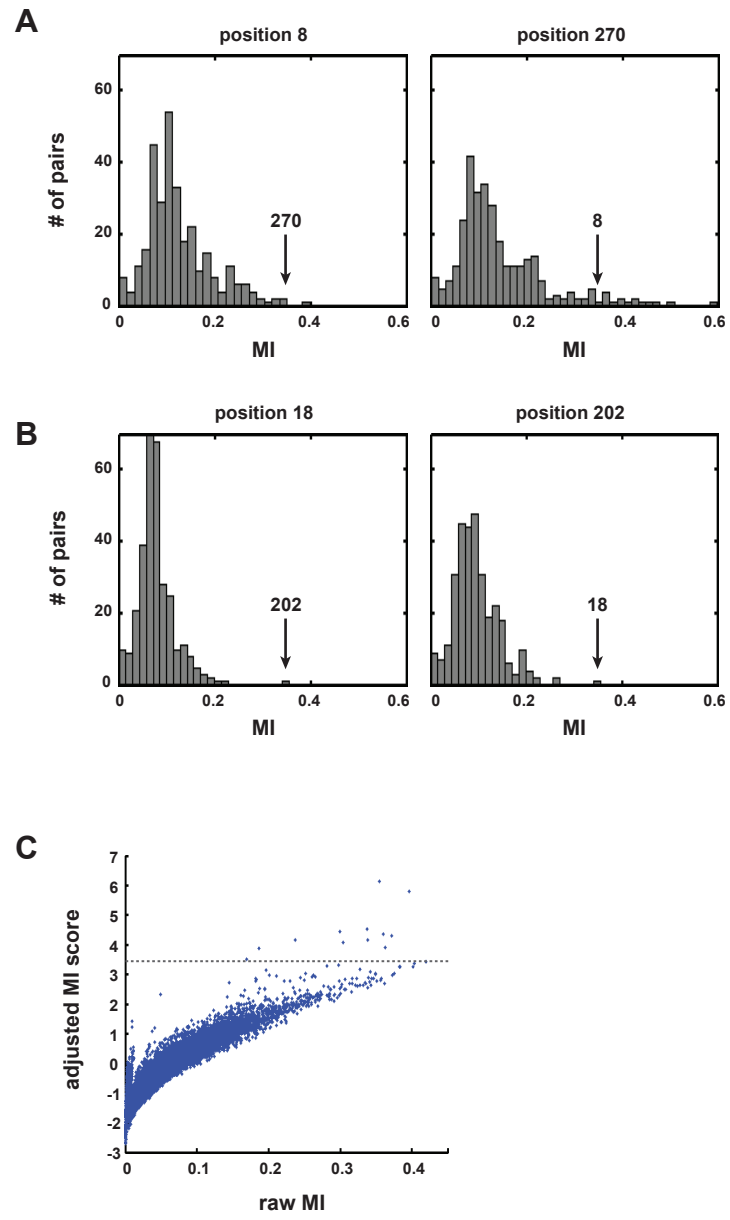 A
position 8
position 270
# of pairs
60
40
20
0
270
8
0 0.2 0.4 0.6
0 0.2 0.4 0.6
MI
MI
B
position 18
position 202
# of pairs
60
40
20
0
202
18
0 0.2 0.4 0.6
0 0.2 0.4 0.6
MI
MI
C
adjusted MI score
7
6
5
4
3
2
1
0
-1
-2
-3
0 0.1 0.2 0.3 0.4
raw MI